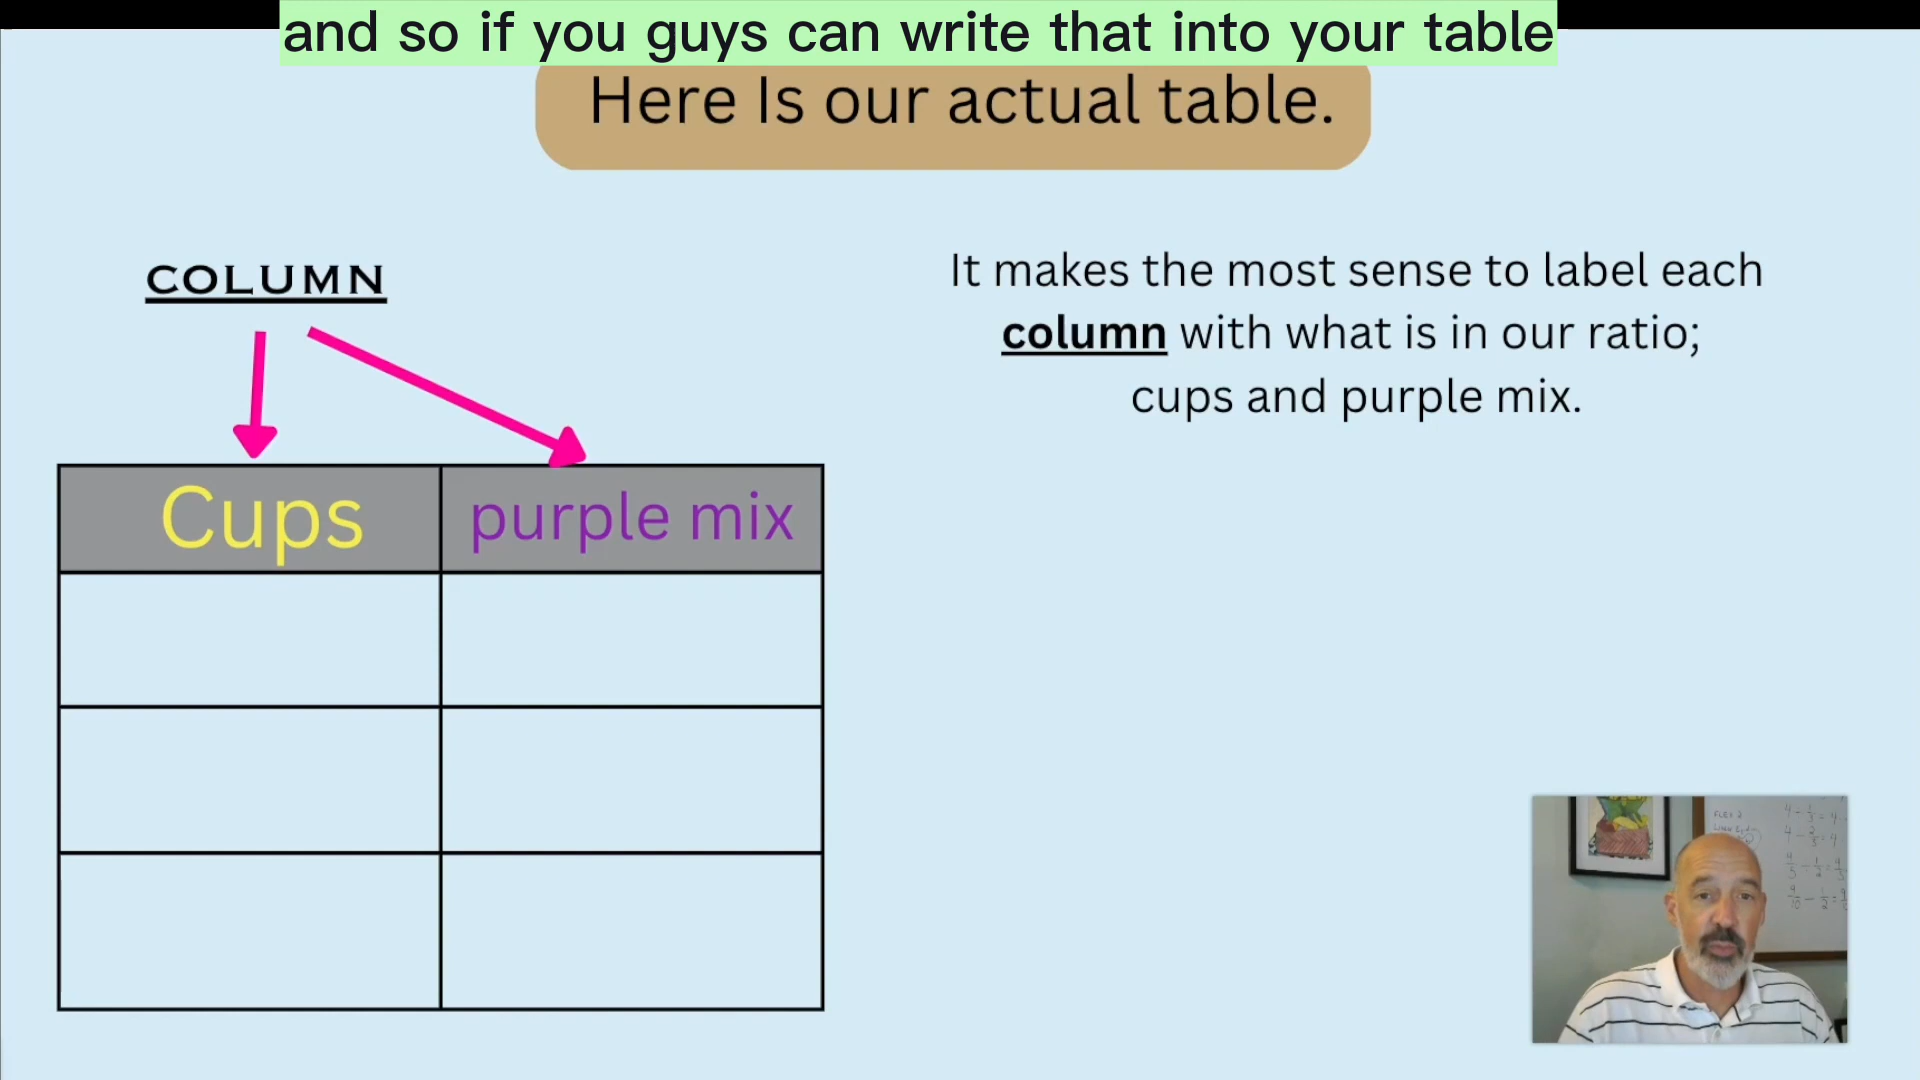 and so if you guys can write that into your table
Here Is our actual table.
COLUMN
It makes the most sense to label each
column with what is in our ratio;
cups and purple mix.
Cups
purple mix
FLEX 2